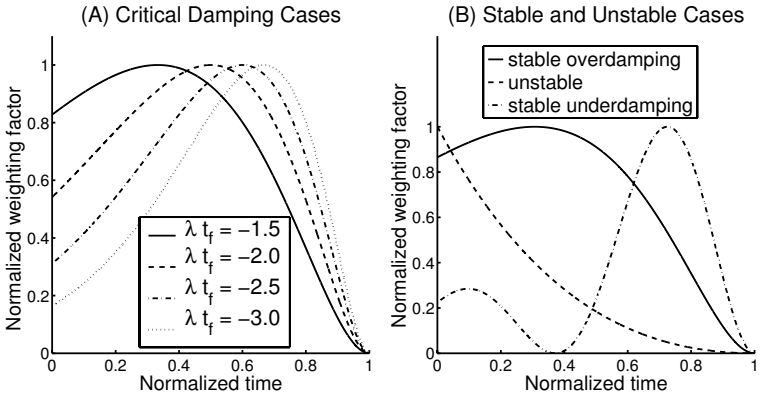 (A) Critical Damping Cases
Normalized weighting factor
1
0.8
0.6
0.4
0.2
0
0 0.2 0.4 0.6 0.8 1
Normalized time
λ t_f = −1.5
λ t_f = −2.0
λ t_f = −2.5
λ t_f = −3.0
(B) Stable and Unstable Cases
Normalized weighting factor
1
0.8
0.6
0.4
0.2
0
0 0.2 0.4 0.6 0.8 1
Normalized time
stable overdamping
unstable
stable underdamping